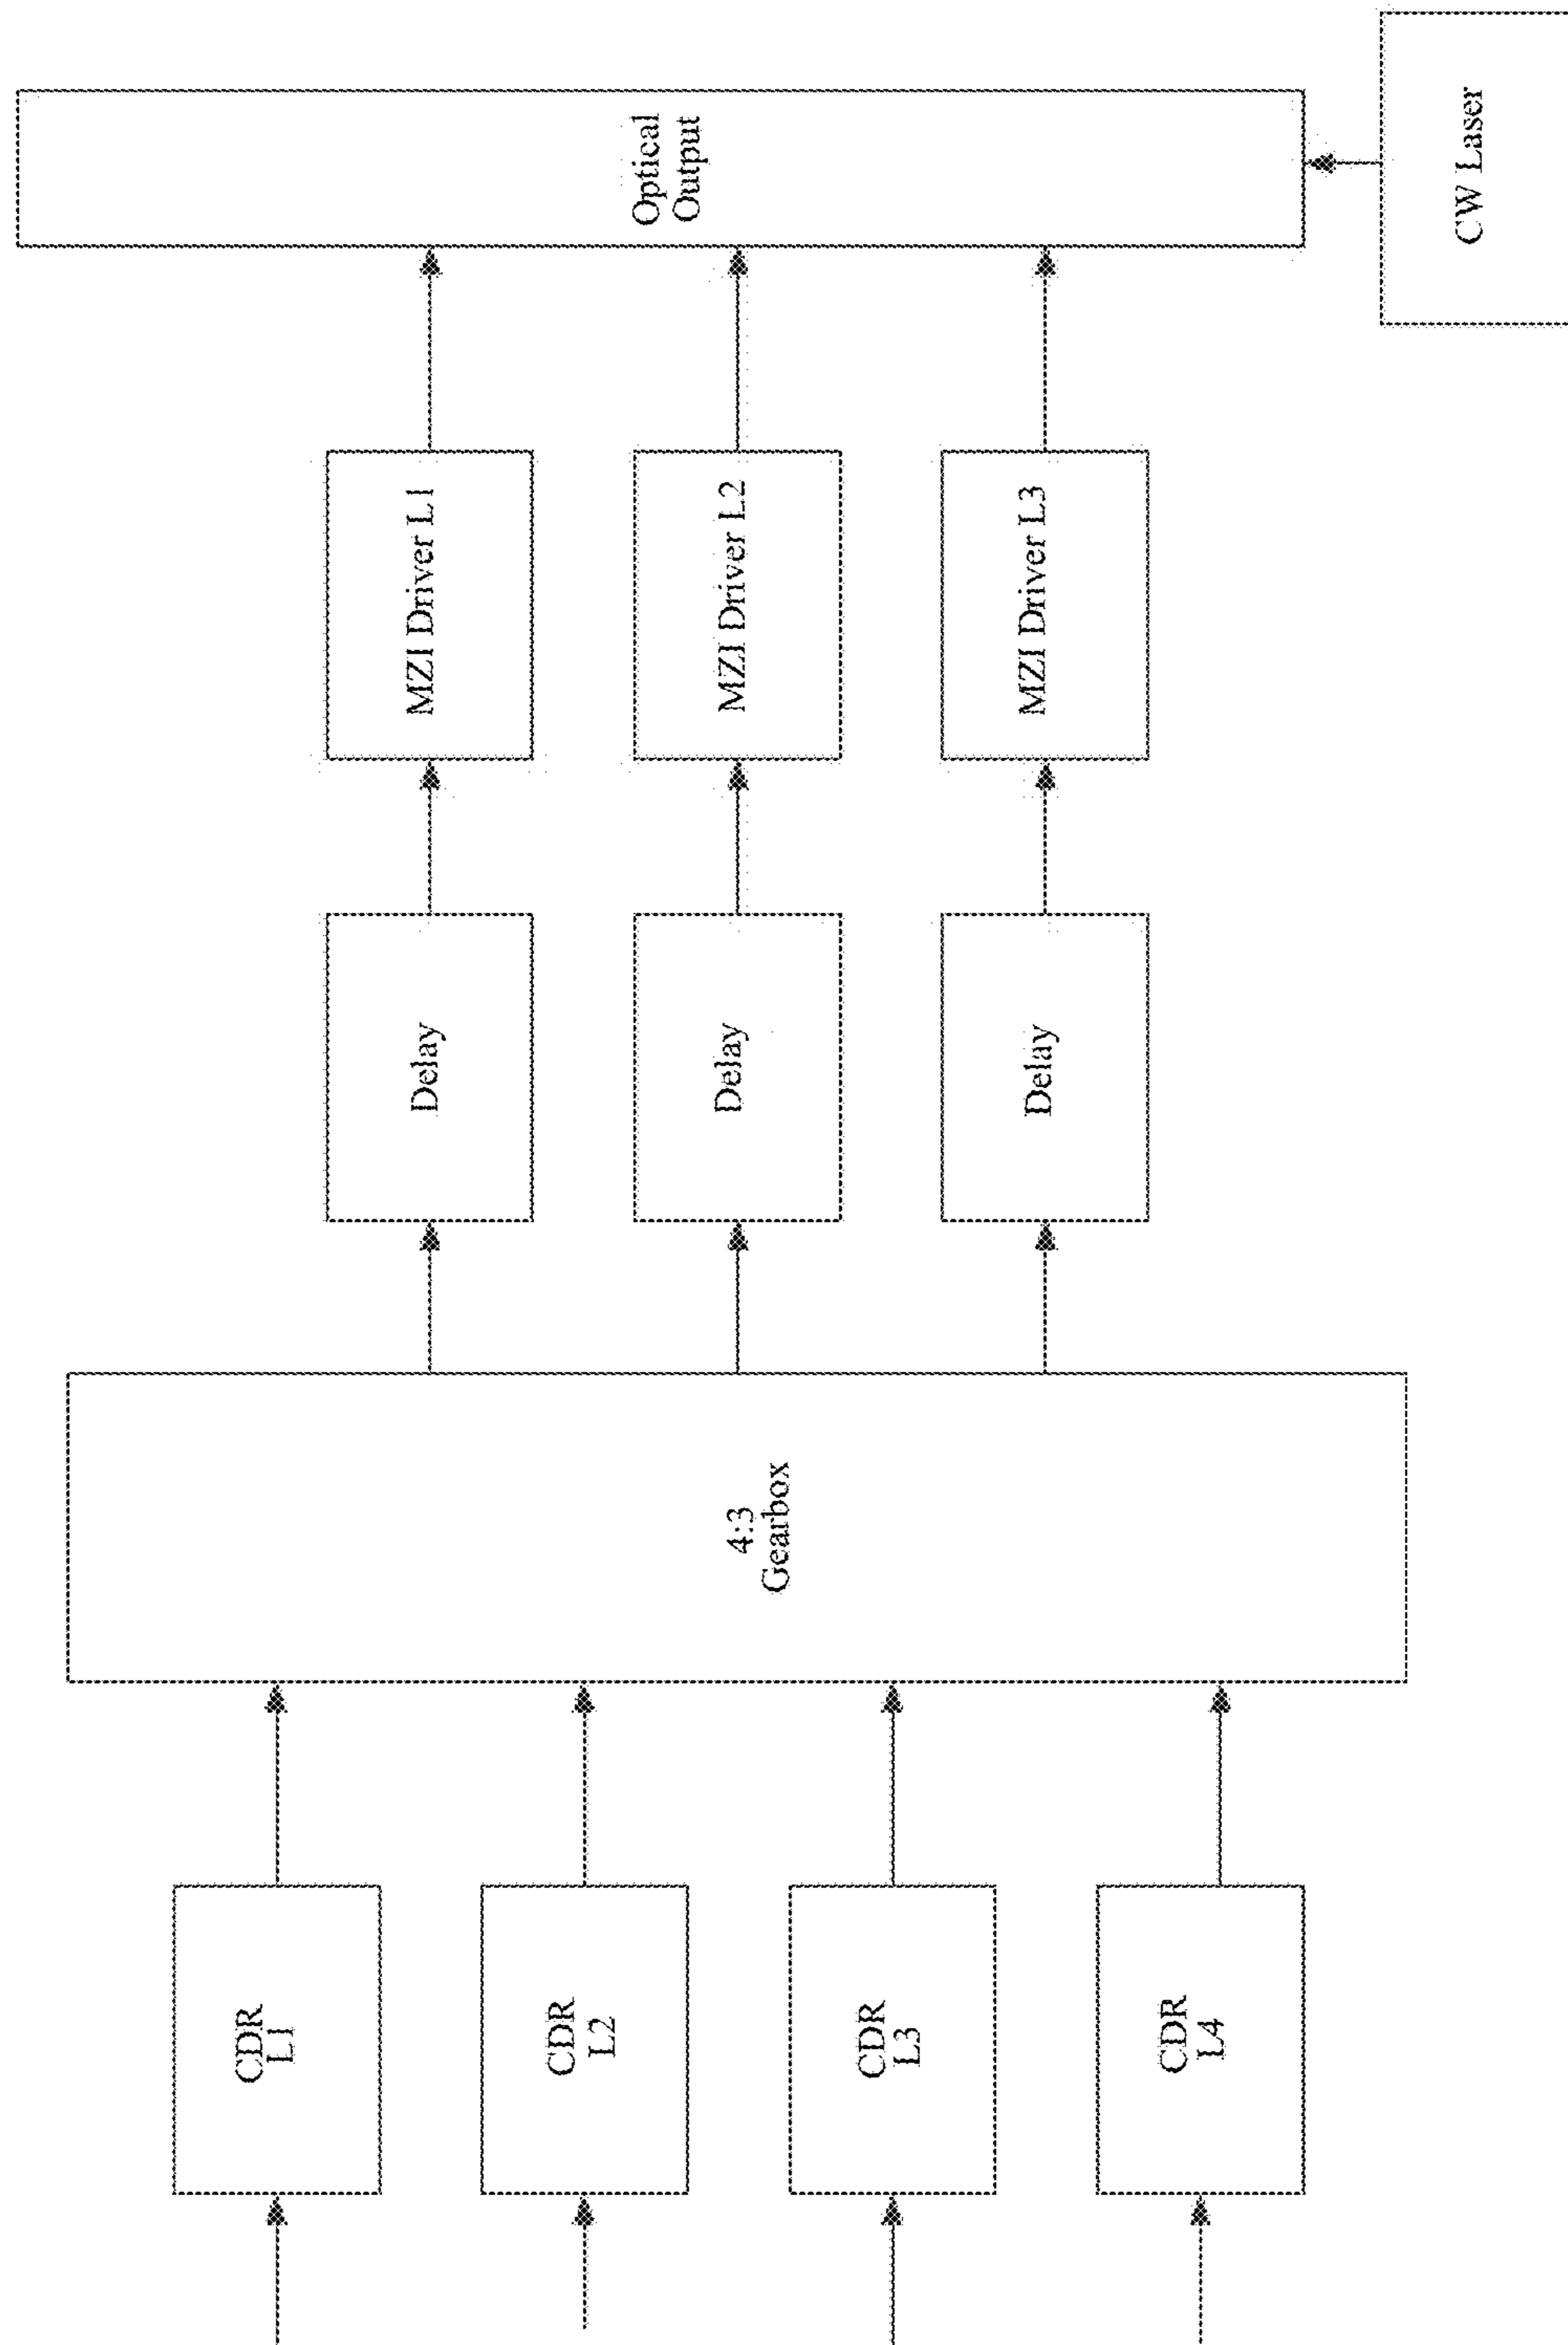 CDR
L1
CDR
L2
CDR
L3
CDR
L4
4:3
Gearbox
Delay
Delay
Delay
MZI Driver L1
MZI Driver L2
MZI Driver L3
Optical
Output
CW Laser